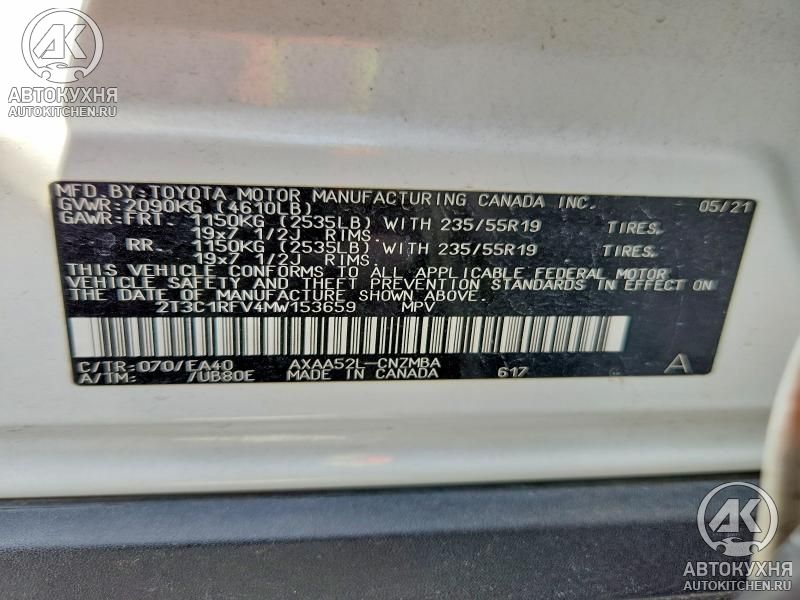 АК
АВТОКУХНЯ
AUTOKITCHEN.RU
MFD BY:TOYOTA MOTOR MANUFACTURING CANADA INC. 05/21
GVWR:2090KG (4610LB)
GAWR:FRT. 1150KG (2535LB) WITH 235/55R19 TIRES.
19x7 1/2J RIMS.
RR. 1150KG (2535LB) WITH 235/55R19 TIRES.
19x7 1/2J RIMS.
THIS VEHICLE CONFORMS TO ALL APPLICABLE FEDERAL MOTOR
VEHICLE SAFETY AND THEFT PREVENTION STANDARDS IN EFFECT ON
THE DATE OF MANUFACTURE SHOWN ABOVE.
2T3C1RFV4MW153659 MPV
C/TR:070/EA40 AXAA52L-CNZMBA
A/TM: /UB80E MADE IN CANADA 617 A
АК
АВТОКУХНЯ
AUTOKITCHEN.RU